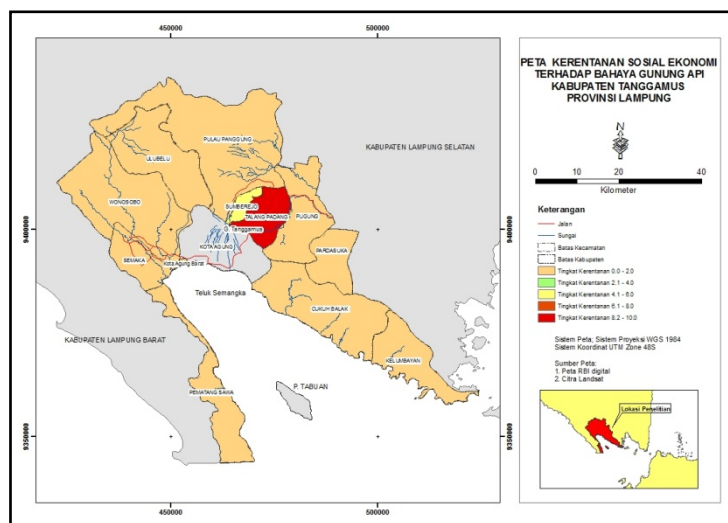 450000
500000
PETA KERENTANAN SOSIAL EKONOMI
TERHADAP BAHAYA GUNUNG API
KABUPATEN TANGGAMUS
PROVINSI LAMPUNG
N
0
10
20
40
Kilometer
Keterangan
Jalan
Sungai
Batas Kacamatan
Batas Kabupaten
Tingkat Kerentanan 0.0 - 2.0
Tingkat Kerentanan 2.1 - 4.0
Tingkat Kerentanan 4.1 - 6.0
Tingkat Kerentanan 6.1 - 8.0
Tingkat Kerentanan 8.2 - 10.0
Sistem Peta; Sistem Proyeksi WGS 1984
Sistem Koordinat UTM Zone 48S
Sumber Peta:
1. Peta RBI digital
2. Citra Landsat
Lokasi Penelitian
PULAU PANGGUNG
KABUPATEN LAMPUNG SELATAN
ULUBELU
WONOSOBO
SUMBEREJO
TALANG PADANG
PUGUNG
G. Tanggamus
9400000
9400000
KOTA AGUNG
PARDASUKA
SEMAKA
Kota Agung Barat
Teluk Semangka
CUKUH BALAK
KABUPATEN LAMPUNG BARAT
KELUMBAYAN
P. TABUAN
PEMATANG SAWA
9350000
9350000
450000
500000